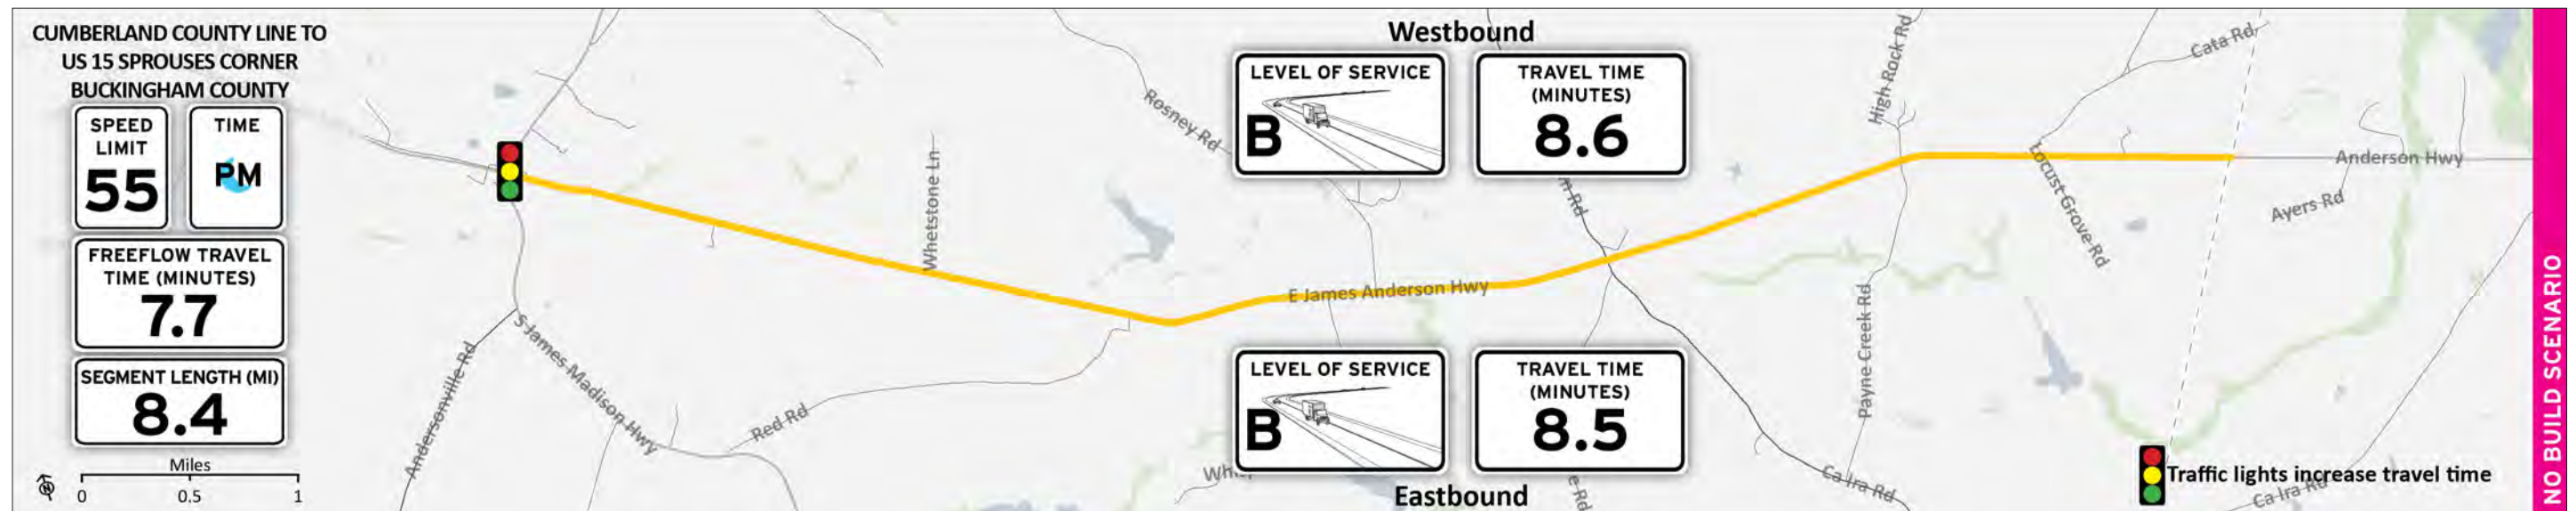 CUMBERLAND COUNTY LINE TO
US 15 SPROUSES CORNER
BUCKINGHAM COUNTY
SPEED
LIMIT
55
TIME
PM
FREEFLOW TRAVEL
TIME (MINUTES)
7.7
SEGMENT LENGTH (MI)
8.4
Miles
0 0.5 1
N
Westbound
LEVEL OF SERVICE
B
TRAVEL TIME
(MINUTES)
8.6
LEVEL OF SERVICE
B
TRAVEL TIME
(MINUTES)
8.5
Eastbound
Andersonville Rd
S James Madison Hwy
Red Rd
Whetstone Ln
Rosney Rd
E James Anderson Hwy
Rd
Rd
High Rock Rd
Payne Creek Rd
Ca Ira Rd
Cata Rd
Locust Grove Rd
Anderson Hwy
Ayers Rd
Traffic lights increase travel time
Ca Ira Rd
NO BUILD SCENARIO